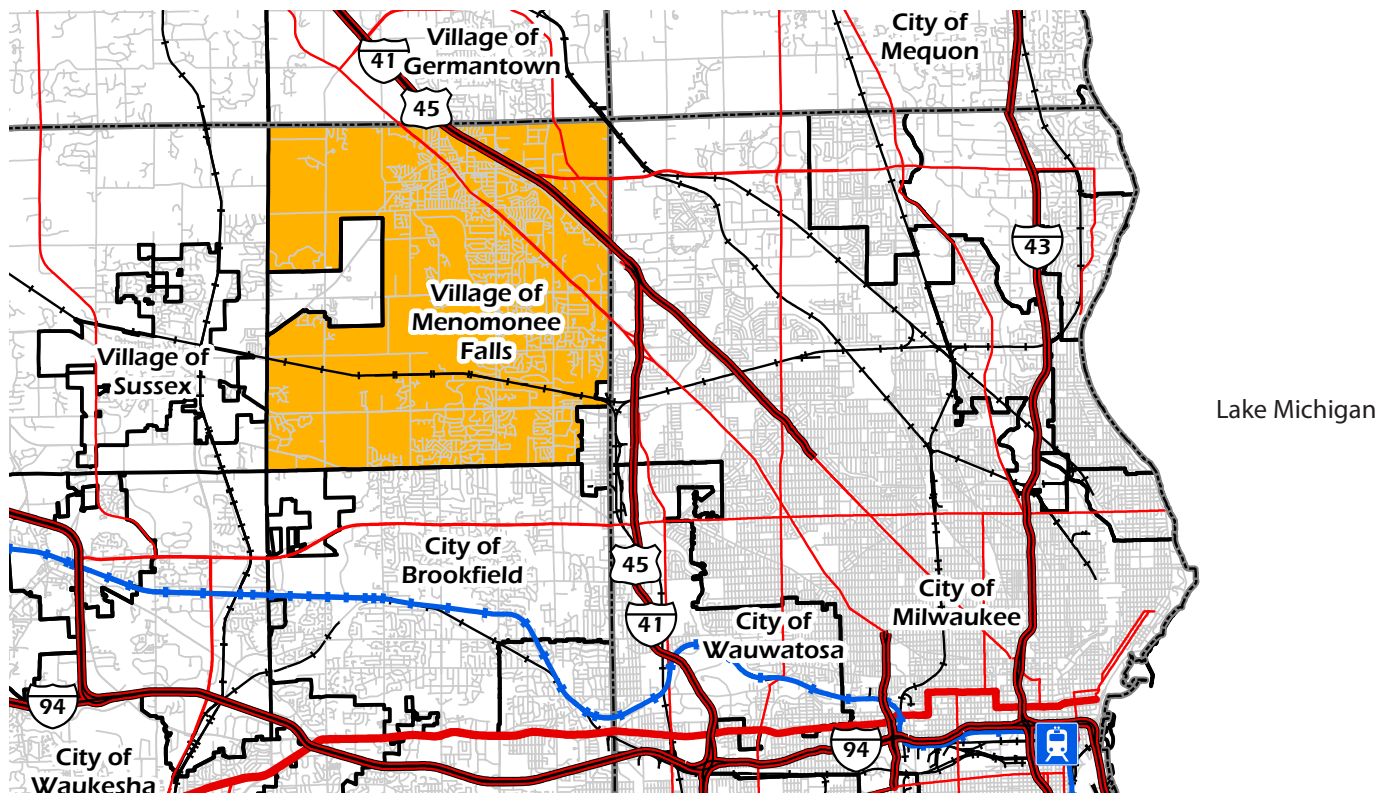 City of
Mequon
Village of
Germantown
41
45
43
Village of
Menomonee
Falls
Village of
Sussex
Lake Michigan
City of
Brookfield
45
City of
Milwaukee
41
City of
Wauwatosa
94
94
City of
Waukesha